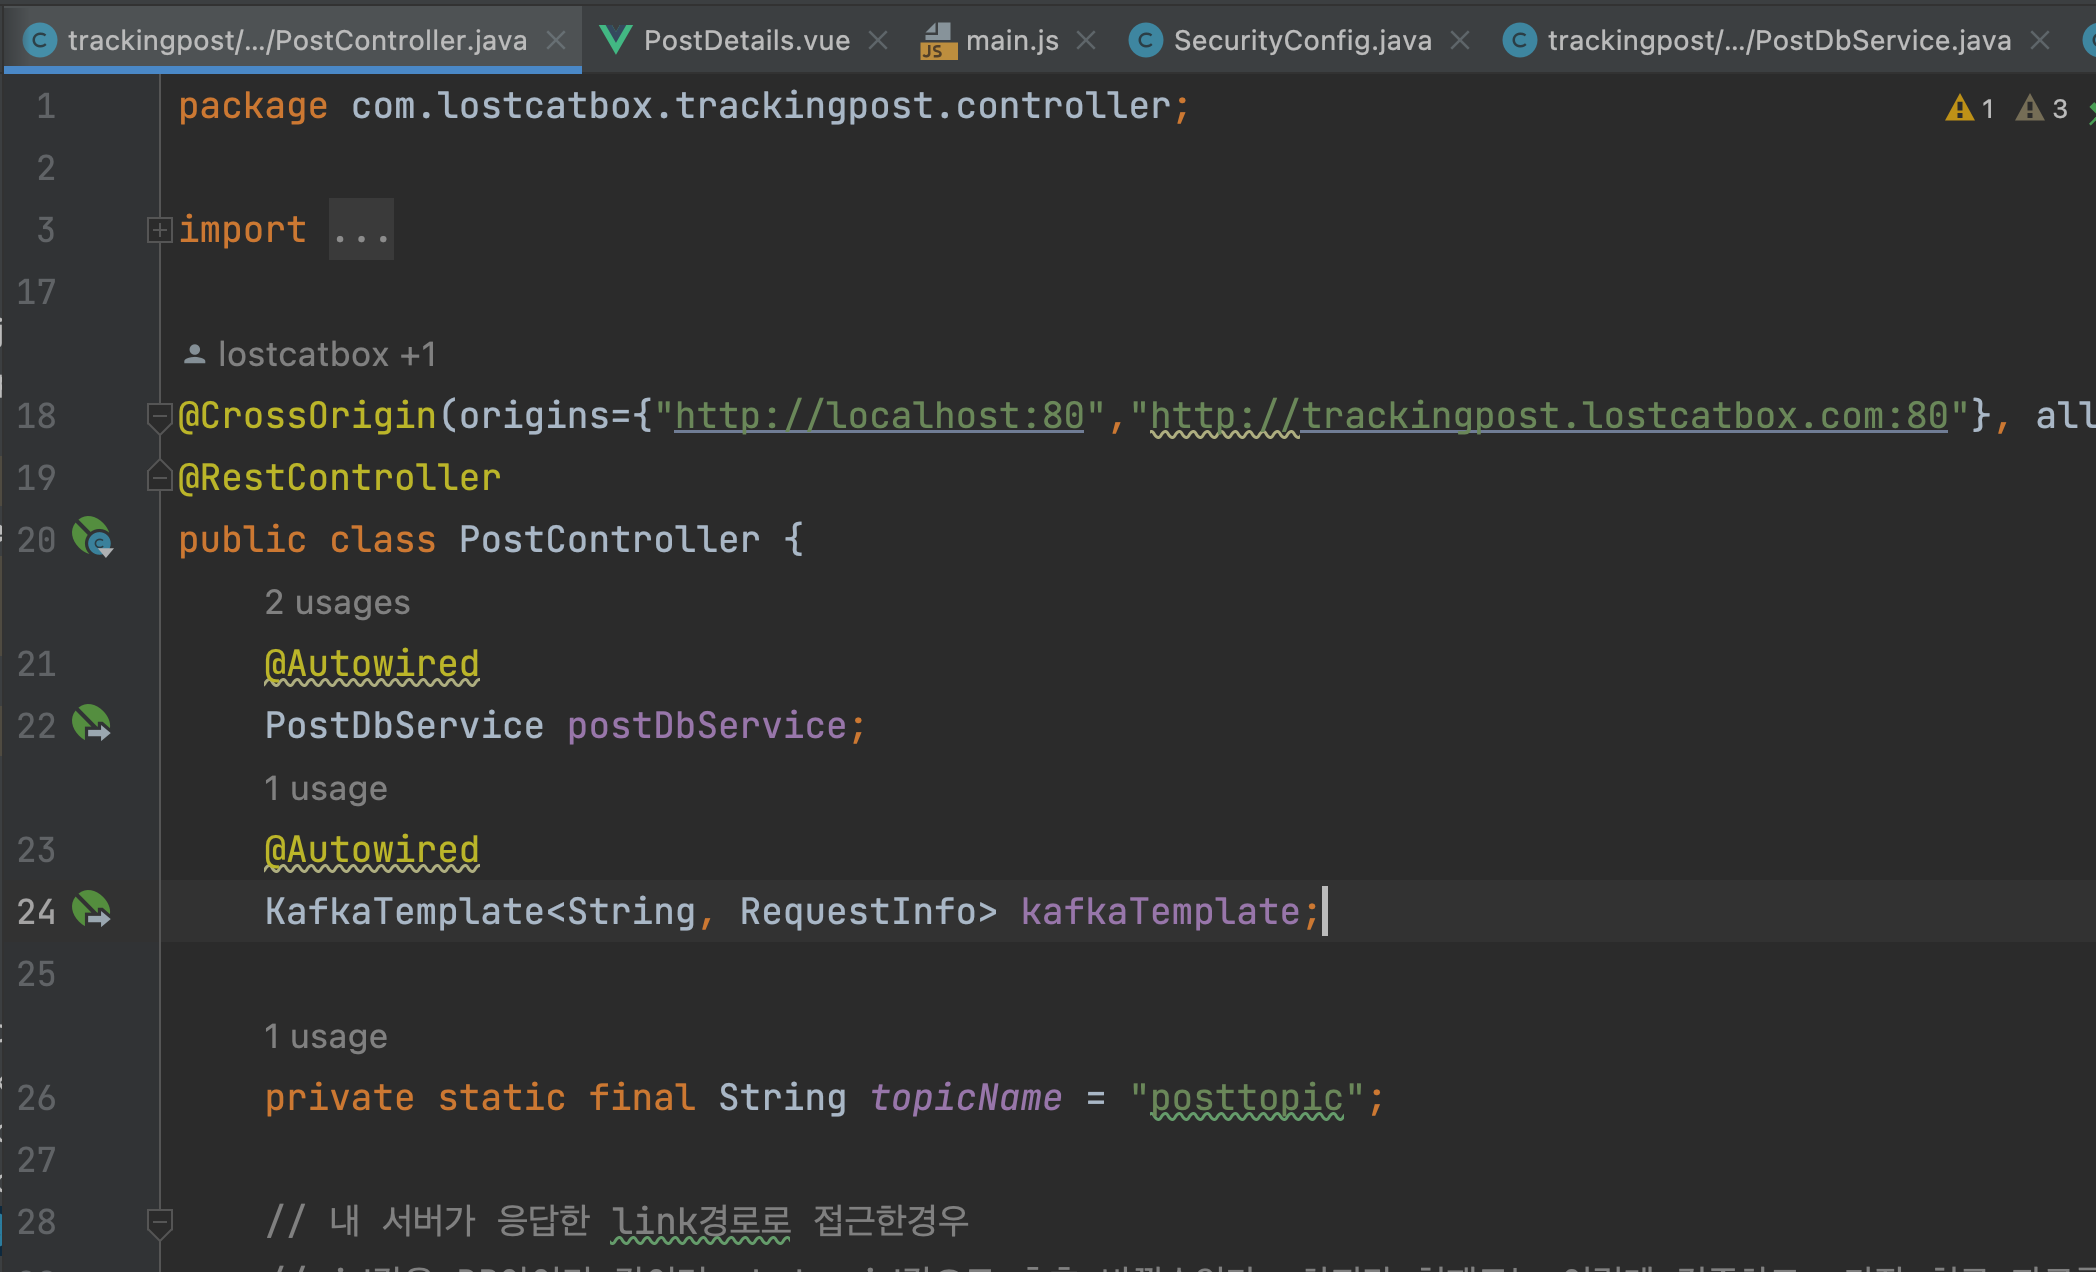 trackingpost/.../PostController.java PostDetails.vue JS main.js SecurityConfig.java trackingpost/.../PostDbService.java
1 package com.lostcatbox.trackingpost.controller; 1 3
2
3 import ...
17
lostcatbox +1
18 @CrossOrigin(origins={"http://localhost:80","http://trackingpost.lostcatbox.com:80"}, all
19 @RestController
20 public class PostController {
2 usages
21 @Autowired
22 PostDbService postDbService;
1 usage
23 @Autowired
24 KafkaTemplate<String, RequestInfo> kafkaTemplate;
25
1 usage
26 private static final String topicName = "posttopic";
27
28 // 내 서버가 응답한 link경로로 접근한경우